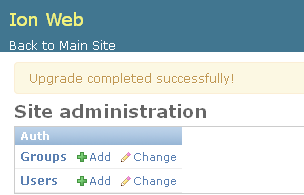 Ion Web
Back to Main Site
Upgrade completed successfully!
Site administration
Auth
Groups Add Change
Users Add Change